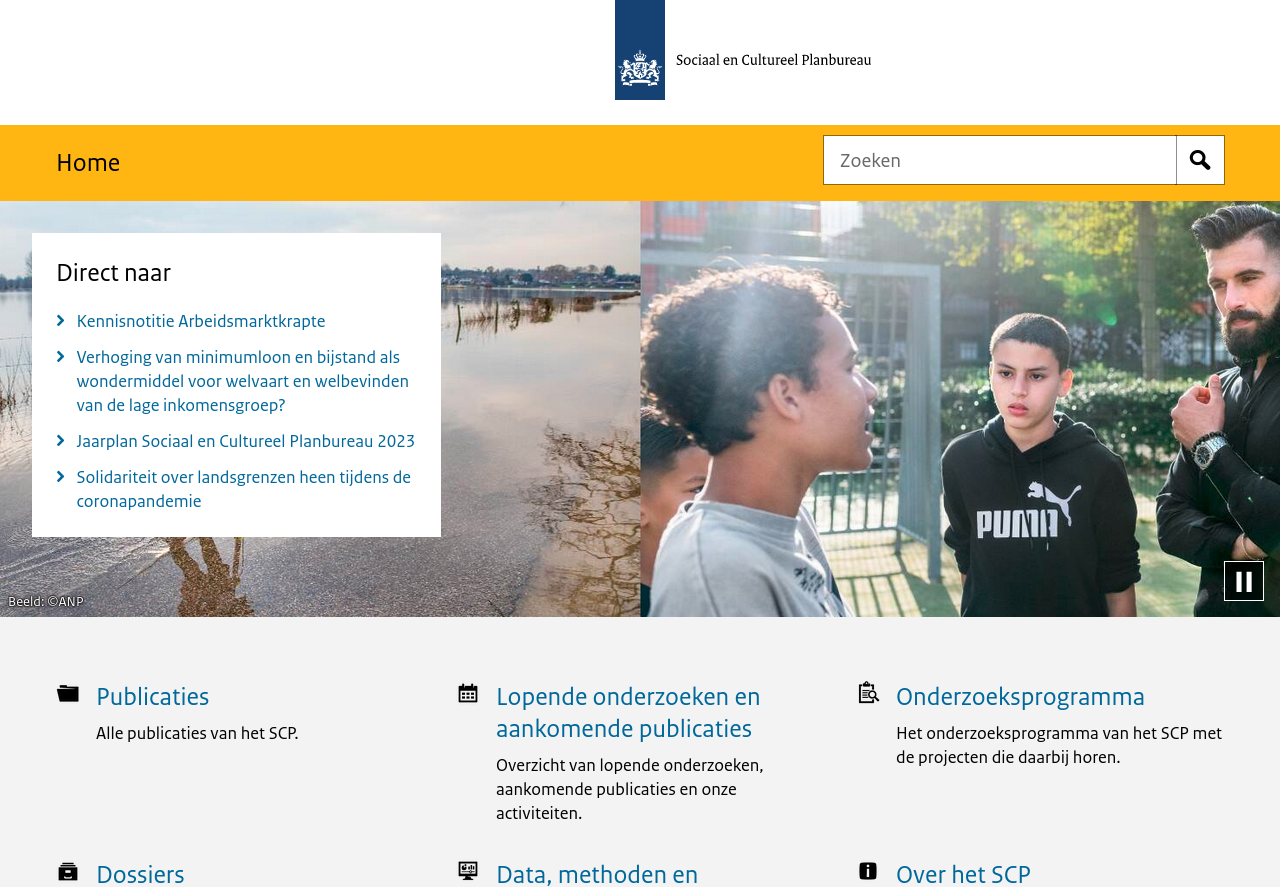 Sociaal en Cultureel Planbureau
Home
Zoeken
Direct naar
Kennisnotitie Arbeidsmarktkrapte
Verhoging van minimumloon en bijstand als
wondermiddel voor welvaart en welbevinden
van de lage inkomensgroep?
Jaarplan Sociaal en Cultureel Planbureau 2023
Solidariteit over landsgrenzen heen tijdens de
coronapandemie
PUMA
Beeld: ©ANP
Publicaties
Alle publicaties van het SCP.
Lopende onderzoeken en
aankomende publicaties
Overzicht van lopende onderzoeken,
aankomende publicaties en onze
activiteiten.
Onderzoeksprogramma
Het onderzoeksprogramma van het SCP met
de projecten die daarbij horen.
Dossiers
Data, methoden en
Over het SCP